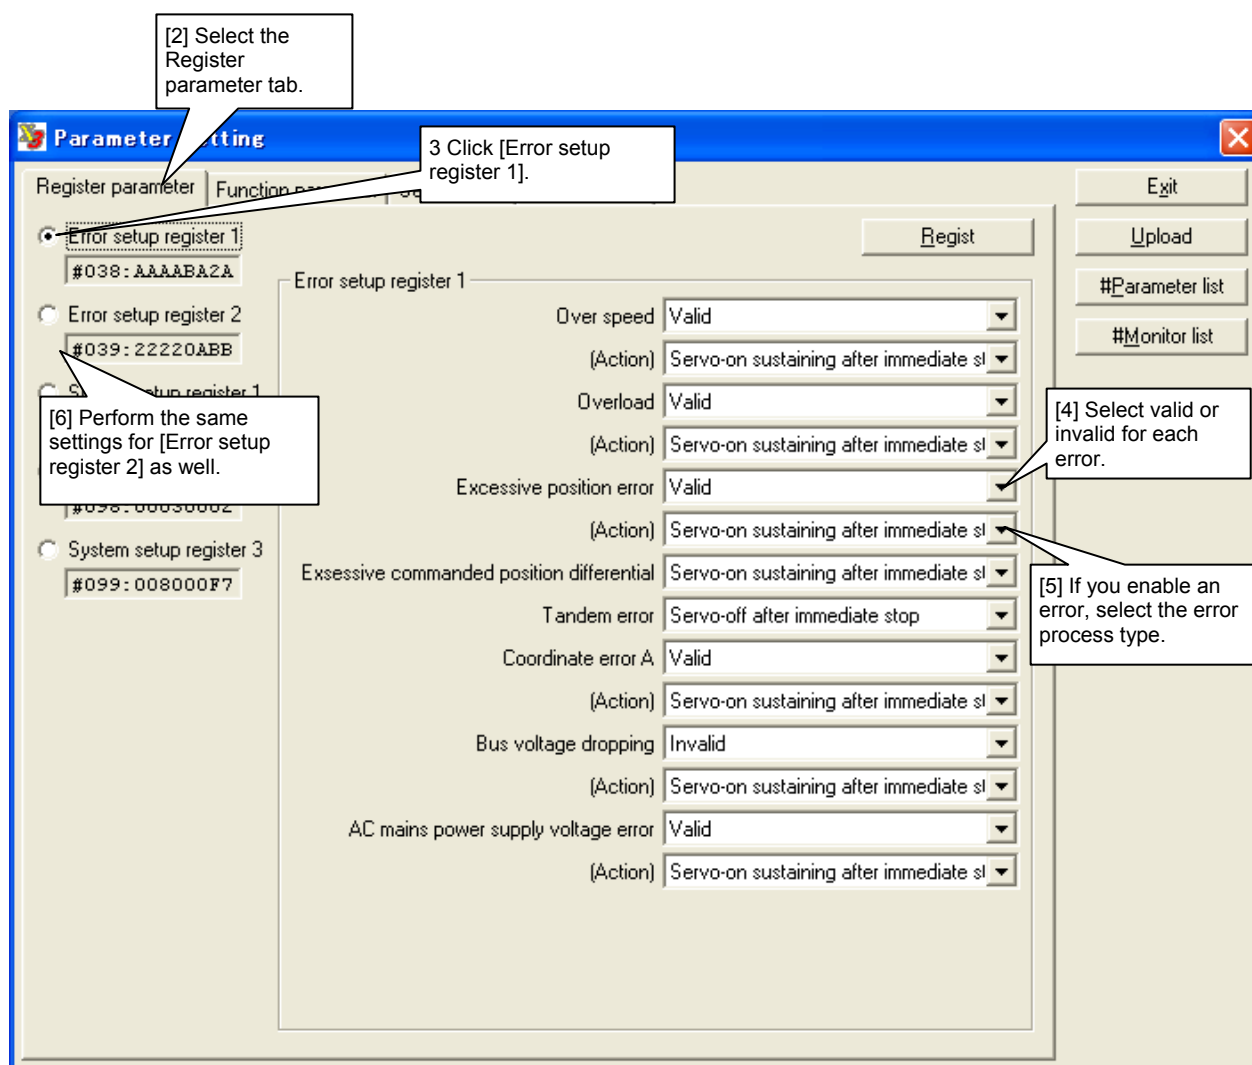 [2] Select the
Register
parameter tab.
Parameter
3 Click [Error setup
register 1].
Register parameter
Exit
Error setup register 1
Regist
Upload
#038:AAAABA2A
Error setup register 1
#Parameter list
Error setup register 2
Over speed Valid
#Monitor list
#039:22220ABB
(Action) Servo-on sustaining after immediate
Overload Valid
[6] Perform the same
settings for [Error setup
register 2] as well.
[4] Select valid or
invalid for each
error.
(Action) Servo-on sustaining after immediate
Excessive position error Valid
#098:00030002
(Action) Servo-on sustaining after immediate
System setup register 3
Exsessive commanded position differential Servo-on sustaining after immediate
#099:008000F7
[5] If you enable an
error, select the error
process type.
Tandem error Servo-off after immediate stop
Coordinate error A Valid
(Action) Servo-on sustaining after immediate
Bus voltage dropping Invalid
(Action) Servo-on sustaining after immediate
AC mains power supply voltage error Valid
(Action) Servo-on sustaining after immediate